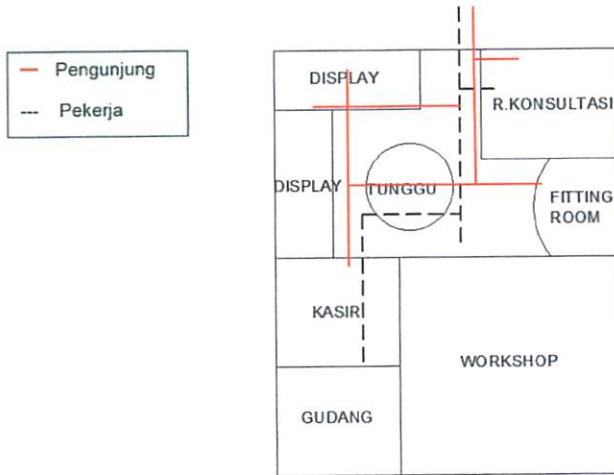 Pengunjung
Pekerja
DISPLAY
R.KONSULTASI
DISPLAY
TUNGGU
FITTING
ROOM
KASIR
WORKSHOP
GUDANG